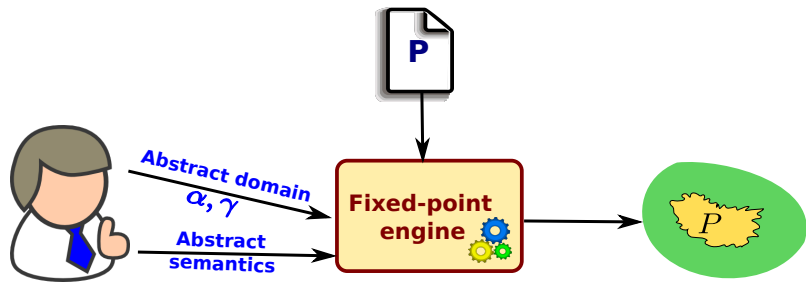 P
Abstract domain
α, γ
Abstract
semantics
Fixed-point
engine
P